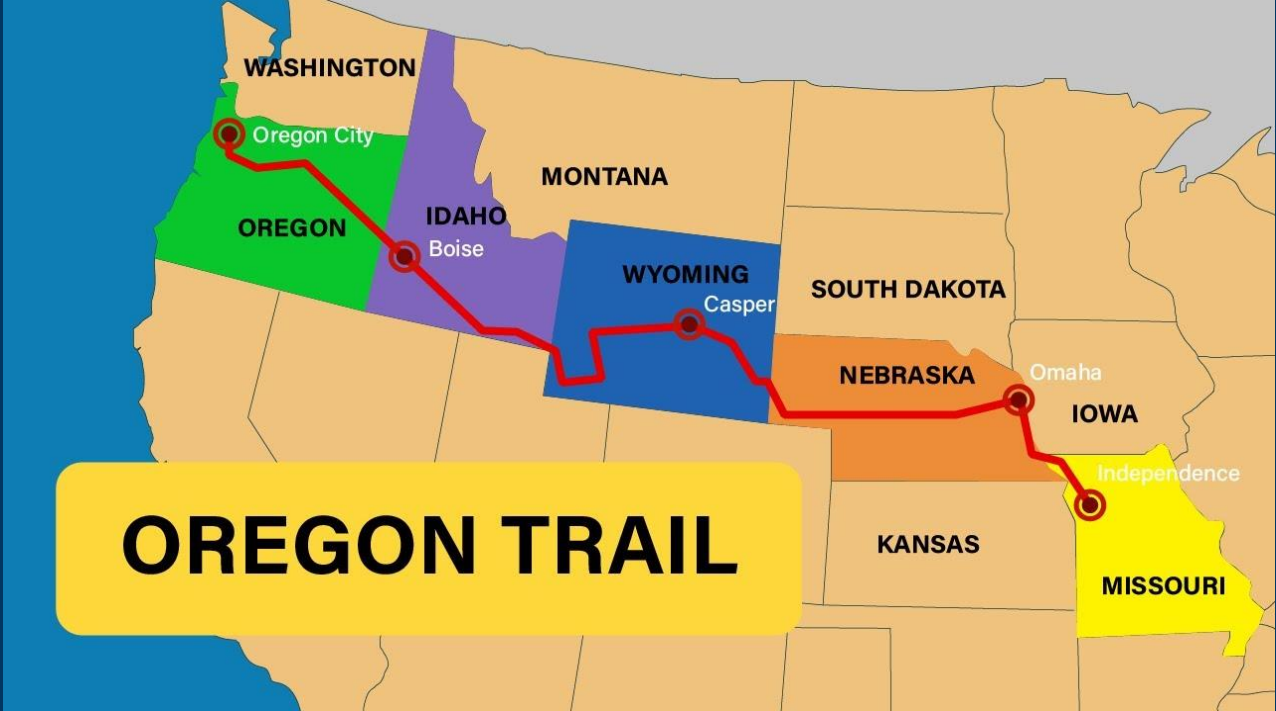 WASHINGTON
Oregon City
MONTANA
OREGON
IDAHO
Boise
WYOMING
Casper
SOUTH DAKOTA
NEBRASKA
Omaha
IOWA
Independence
OREGON TRAIL
KANSAS
MISSOURI